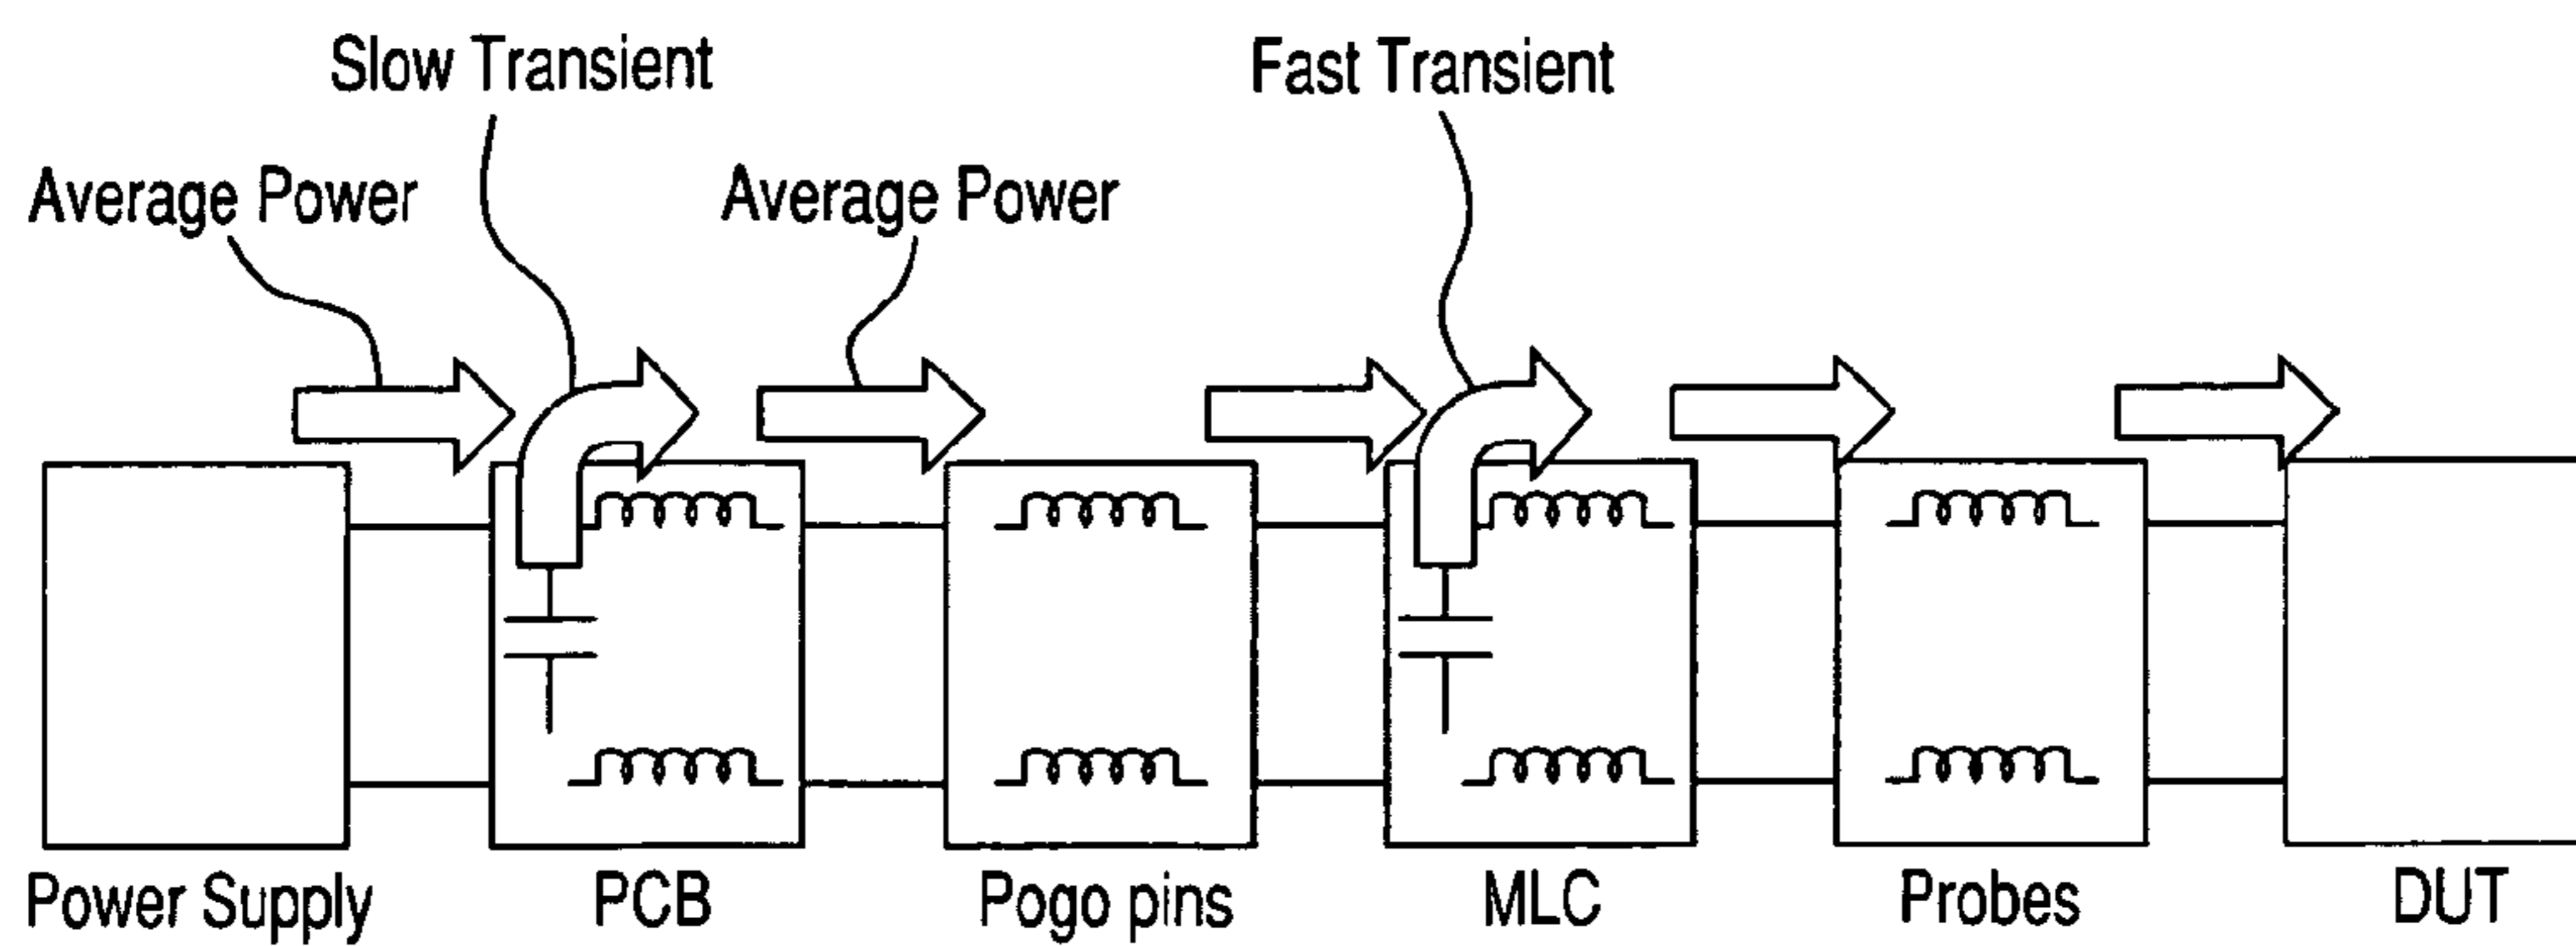 Slow Transient
Fast Transient
Average Power
Average Power
Power Supply
PCB
Pogo pins
MLC
Probes
DUT